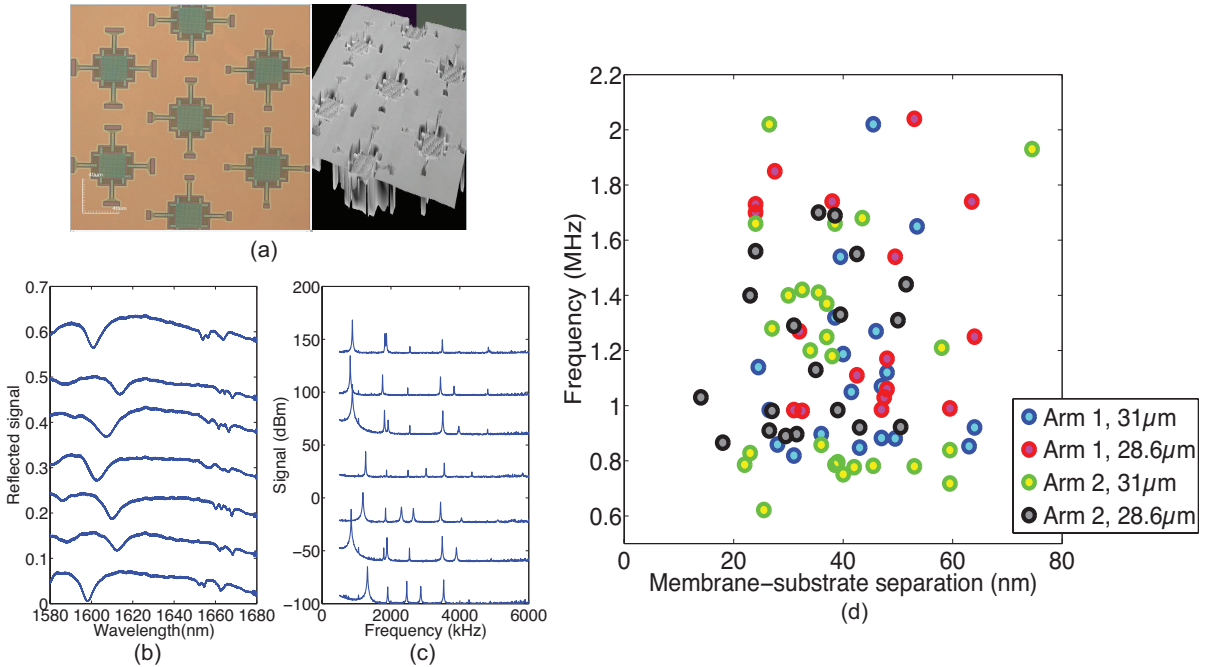 (a)
0.7
0.6
0.5
0.4
0.3
0.2
0.1
0
1580 1600 1620 1640 1660 1680
Reflected signal
Wavelength(nm)
(b)
200
150
100
50
0
−50
−100
0 2000 4000 6000
Signal (dBm)
Frequency (kHz)
(c)
2.2
2
1.8
1.6
1.4
1.2
1
0.8
0.6
0 20 40 60 80
Frequency (MHz)
Membrane−substrate separation (nm)
Arm 1, 31μm
Arm 1, 28.6μm
Arm 2, 31μm
Arm 2, 28.6μm
(d)